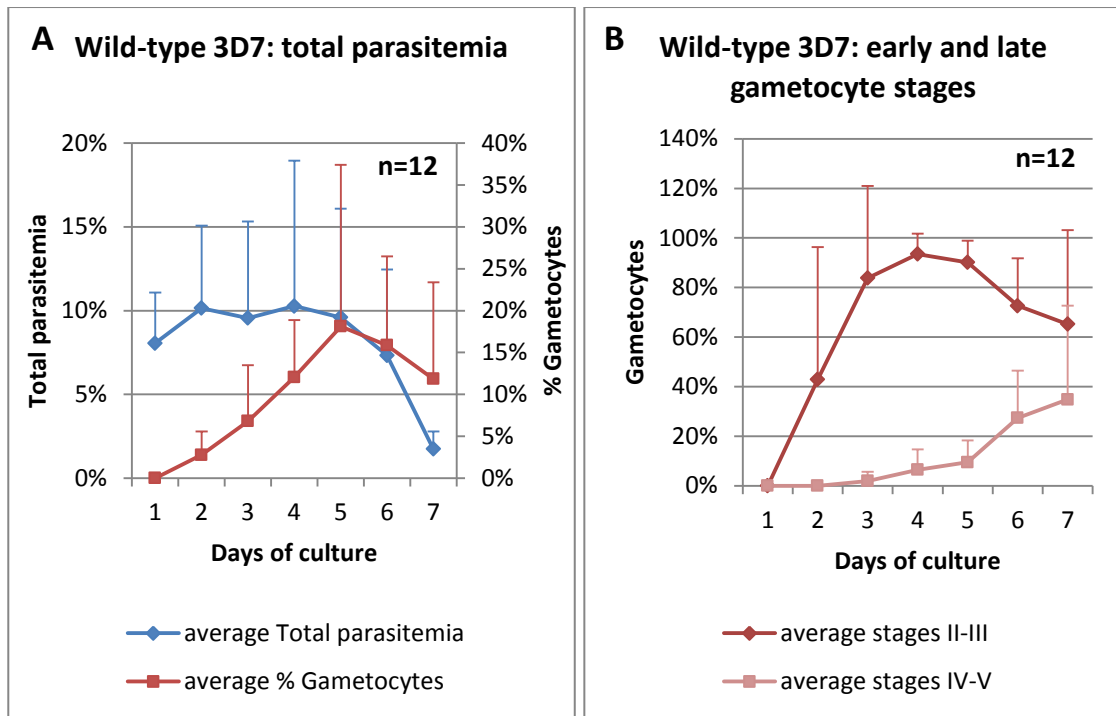 A Wild-type 3D7: total parasitemia
20%
15%
10%
5%
0%
Total parasitemia
n=12
40%
35%
30%
25%
20%
15%
10%
5%
0%
% Gametocytes
1 2 3 4 5 6 7
Days of culture
average Total parasitemia
average % Gametocytes
B Wild-type 3D7: early and late
gametocyte stages
140%
120%
100%
80%
60%
40%
20%
0%
Gametocytes
n=12
1 2 3 4 5 6 7
Days of culture
average stages II-III
average stages IV-V